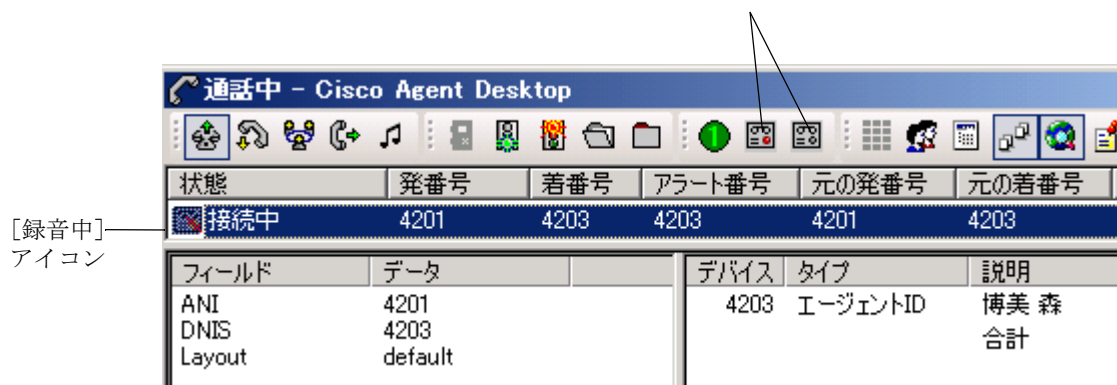 通話中 - Cisco Agent Desktop
1
状態 発番号 着番号 アラート番号 元の発番号 元の着番号
[録音中]
アイコン
接続中 4201 4203 4203 4201 4203
フィールド データ
ANI 4201
DNIS 4203
Layout default
デバイス タイプ 説明
4203 エージェントID 博美 森
合計